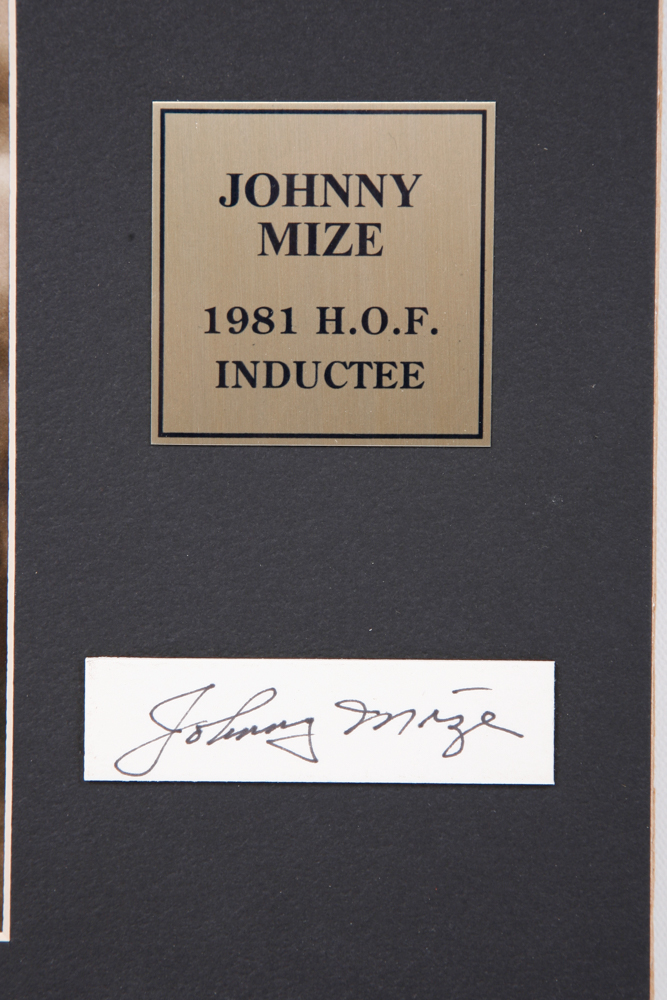 JOHNNY
MIZE
1981 H.O.F.
INDUCTEE
Johnny Mize